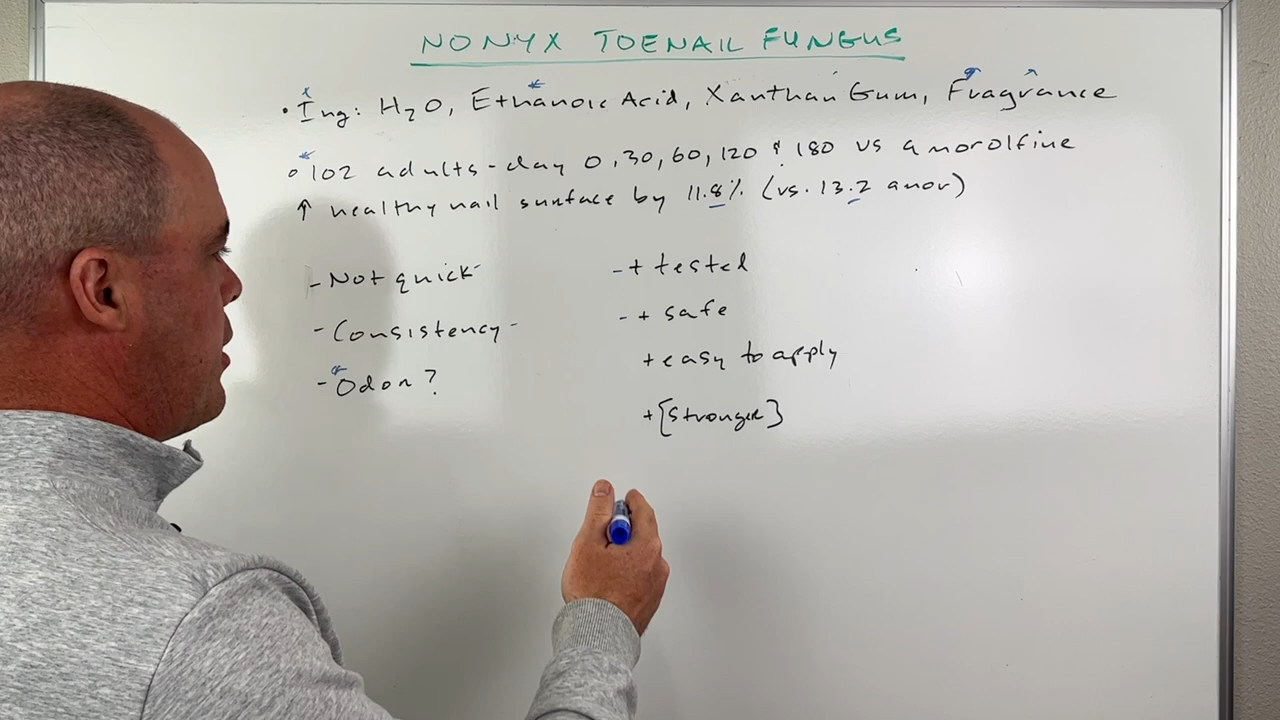 NONYX TOENAIL FUNGUS
• Ing: H2O, Ethanoic Acid, Xanthan Gum, Fragrance
° 102 adults - day 0, 30, 60, 120 & 180 vs amorolfine
↑ healthy nail surface by 11.8% (vs. 13.2 amor)
- Not quick
- Consistency
- Odor?
- + tested
- + safe
+ easy to apply
+ [stronger]